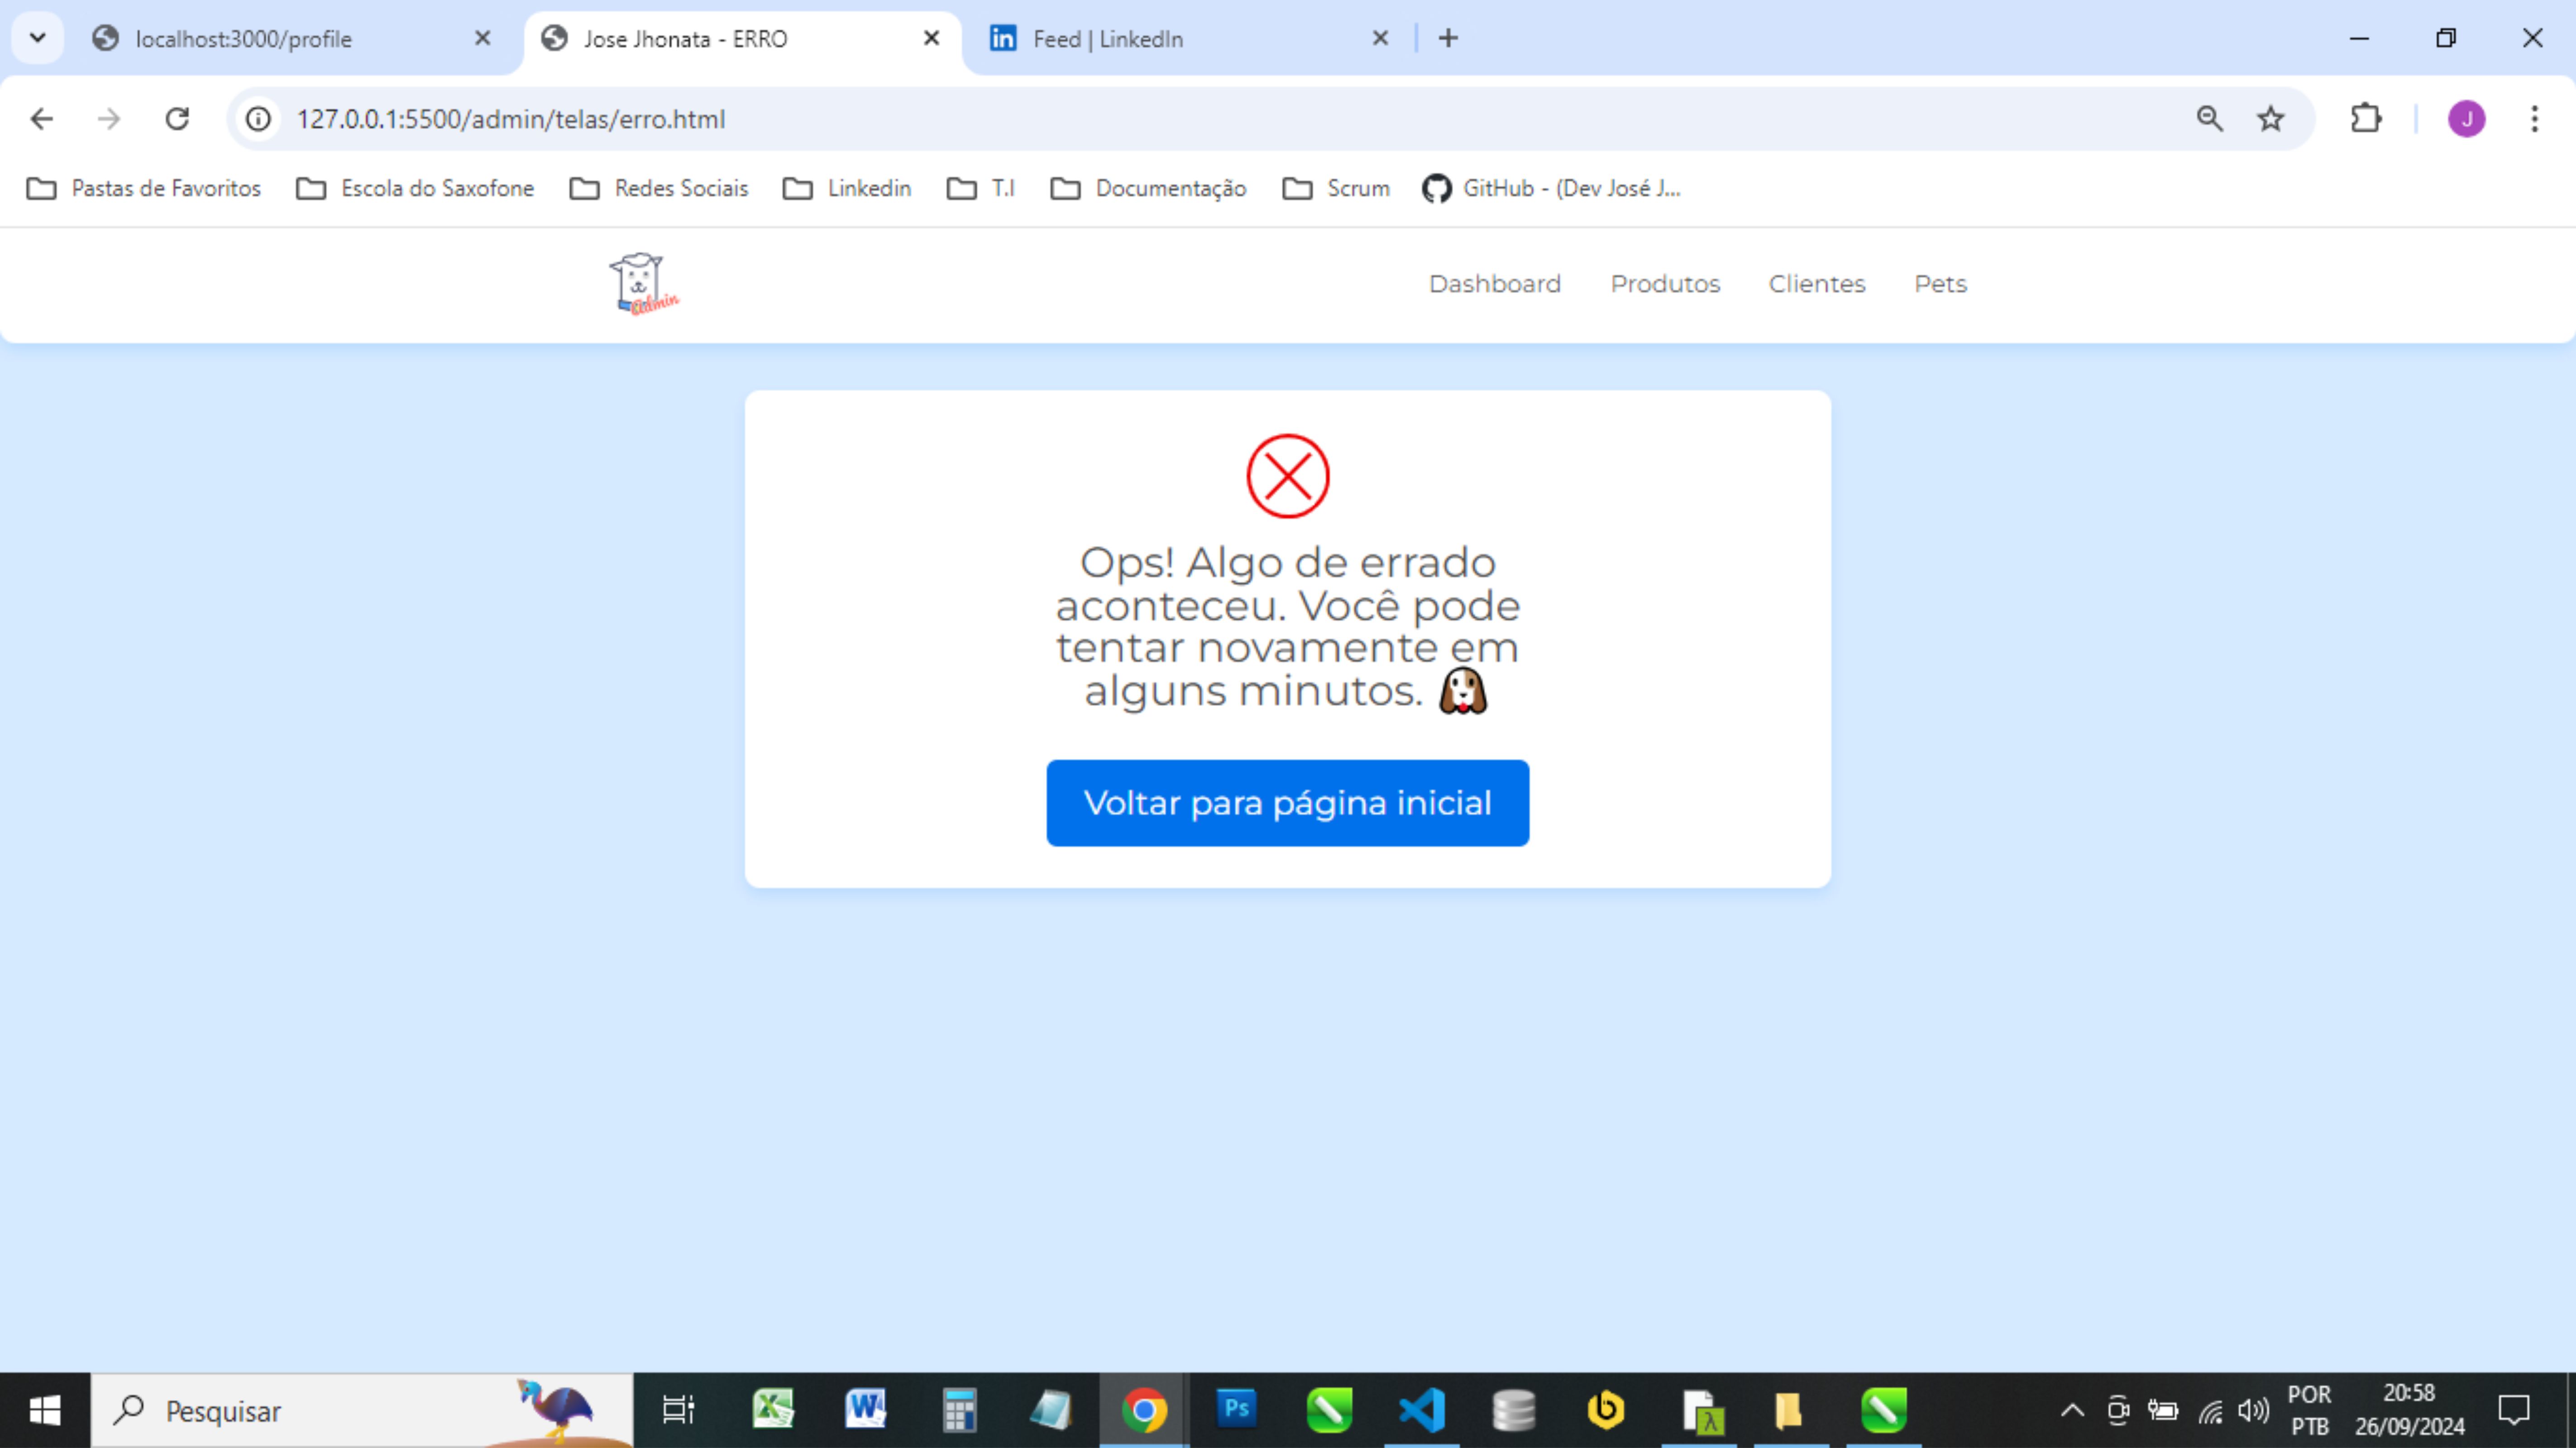 localhost:3000/profile
Jose Jhonata - ERRO
Feed | LinkedIn
127.0.0.1:5500/admin/telas/erro.html
J
Pastas de Favoritos
Escola do Saxofone
Redes Sociais
Linkedin
T.I
Documentação
Scrum
GitHub - (Dev José J...
Admin
Dashboard
Produtos
Clientes
Pets
Ops! Algo de errado
aconteceu. Você pode
tentar novamente em
alguns minutos.
Voltar para página inicial
Pesquisar
Ps
POR
PTB
20:58
26/09/2024